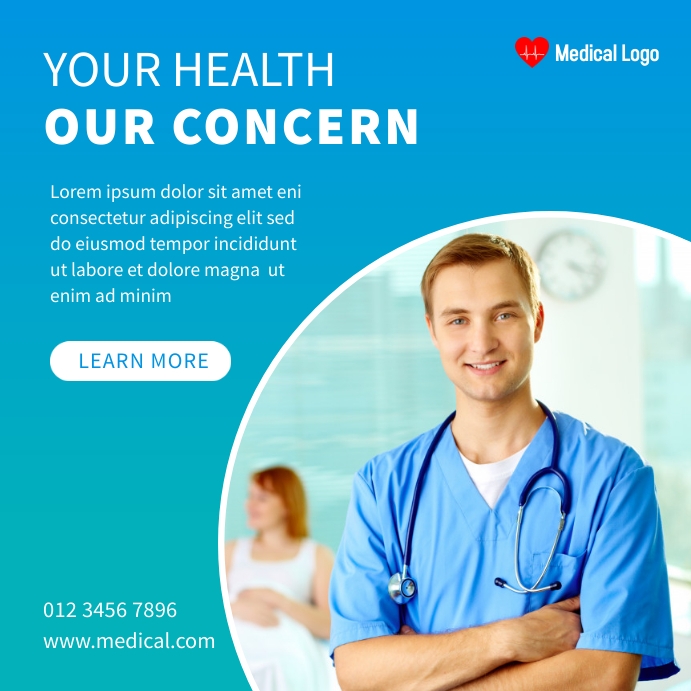 YOUR HEALTH
OUR CONCERN
Medical Logo
Lorem ipsum dolor sit amet eni
consectetur adipiscing elit sed
do eiusmod tempor incididunt
ut labore et dolore magna  ut
enim ad minim
LEARN MORE
012 3456 7896
www.medical.com